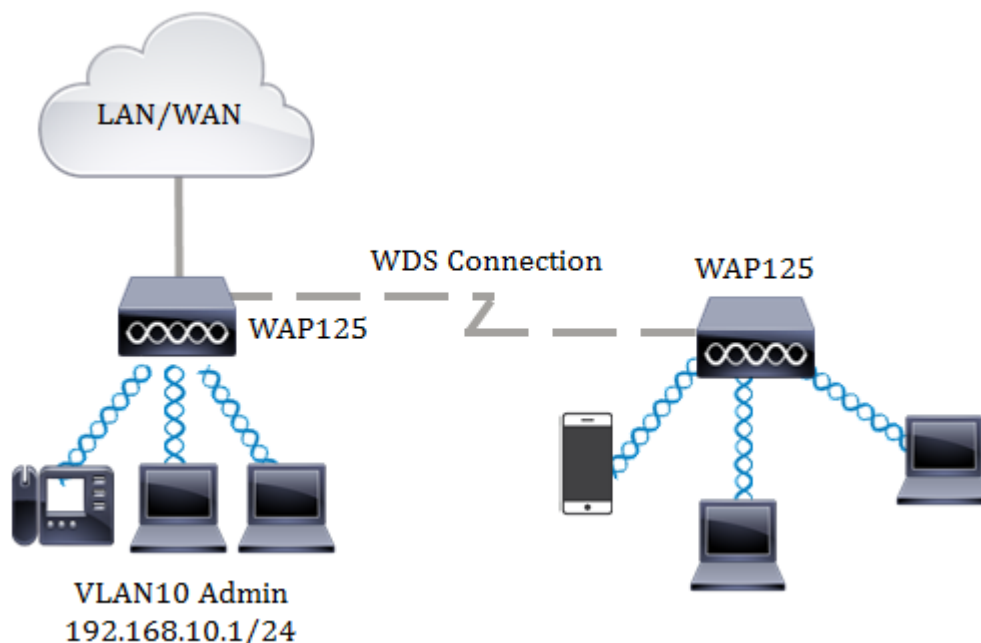 LAN/WAN
WDS Connection
WAP125
WAP125
VLAN10 Admin
192.168.10.1/24